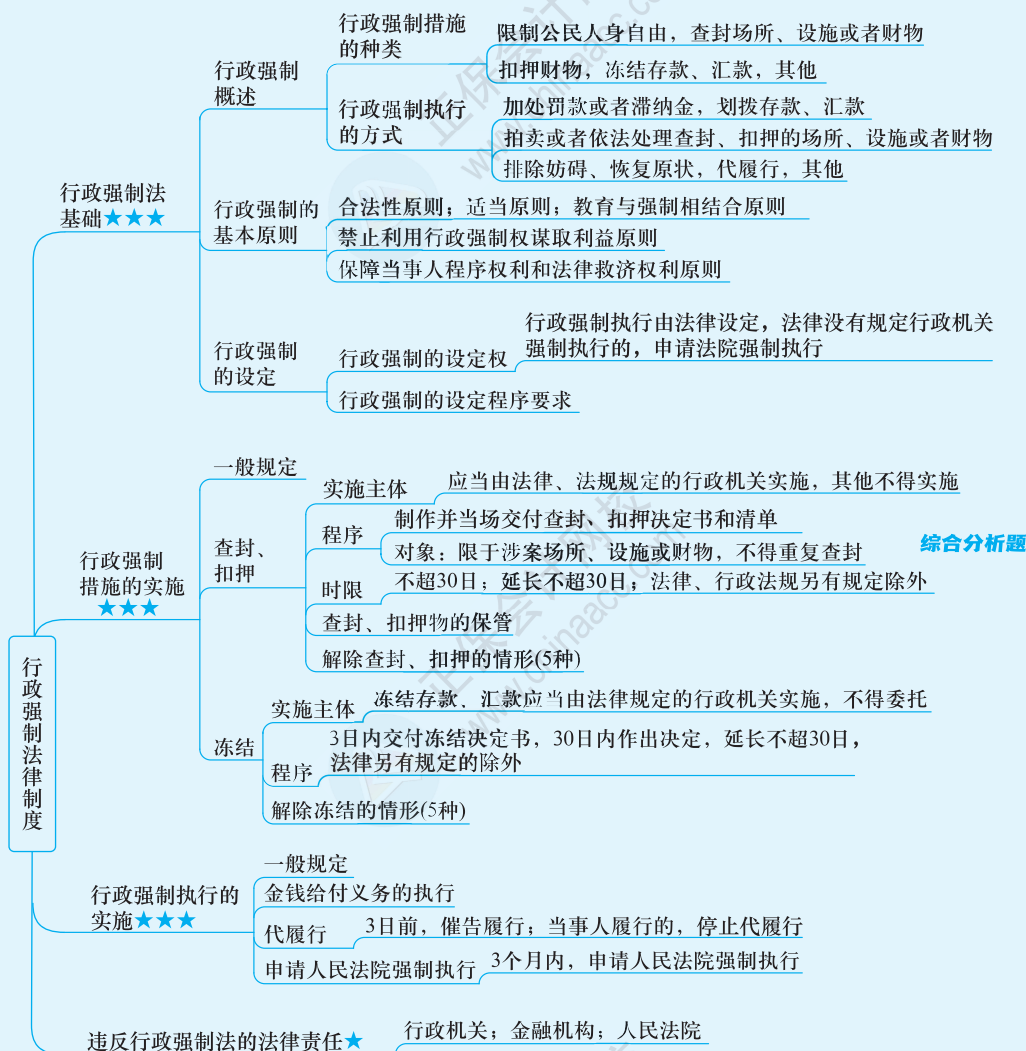 行政强制法律制度
行政强制法
基础★★★
行政强制
概述
行政强制措施
的种类
限制公民人身自由，查封场所、设施或者财物
扣押财物，冻结存款、汇款，其他
行政强制执行
的方式
加处罚款或者滞纳金，划拨存款、汇款
拍卖或者依法处理查封、扣押的场所、设施或者财物
排除妨碍、恢复原状，代履行，其他
行政强制的
基本原则
合法性原则；适当原则；教育与强制相结合原则
禁止利用行政强制权谋取利益原则
保障当事人程序权利和法律救济权利原则
行政强制
的设定
行政强制的设定权
行政强制执行由法律设定，法律没有规定行政机关
强制执行的，申请法院强制执行
行政强制的设定程序要求
行政强制
措施的实施
★★★
一般规定
查封、
扣押
实施主体
应当由法律、法规规定的行政机关实施，其他不得实施
程序
制作并当场交付查封、扣押决定书和清单
对象：限于涉案场所、设施或财物，不得重复查封
综合分析题
时限
不超30日；延长不超30日；法律、行政法规另有规定除外
查封、扣押物的保管
解除查封、扣押的情形(5种)
冻结
实施主体
冻结存款、汇款应当由法律规定的行政机关实施，不得委托
程序
3日内交付冻结决定书，30日内作出决定，延长不超30日，
法律另有规定的除外
解除冻结的情形(5种)
行政强制执行的
实施★★★
一般规定
金钱给付义务的执行
代履行
3日前，催告履行；当事人履行的，停止代履行
申请人民法院强制执行
3个月内，申请人民法院强制执行
违反行政强制法的法律责任★
行政机关；金融机构；人民法院
正保会计网校
www.chinaacc.com